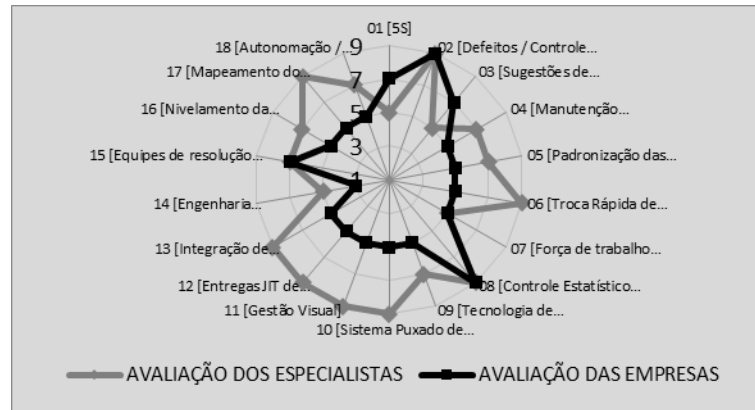 01 [5S]
02 [Defeitos / Controle...
03 [Sugestões de...
04 [Manutenção...
05 [Padronização das...
06 [Troca Rápida de...
07 [Força de trabalho...
08 [Controle Estatístico...
09 [Tecnologia de...
10 [Sistema Puxado de...
11 [Gestão Visual]
12 [Entregas JIT de...
13 [Integração de...
14 [Engenharia...
15 [Equipes de resolução...
16 [Nivelamento da...
17 [Mapeamento do...
18 [Autonomação /...
9
7
5
3
1
AVALIAÇÃO DOS ESPECIALISTAS
AVALIAÇÃO DAS EMPRESAS